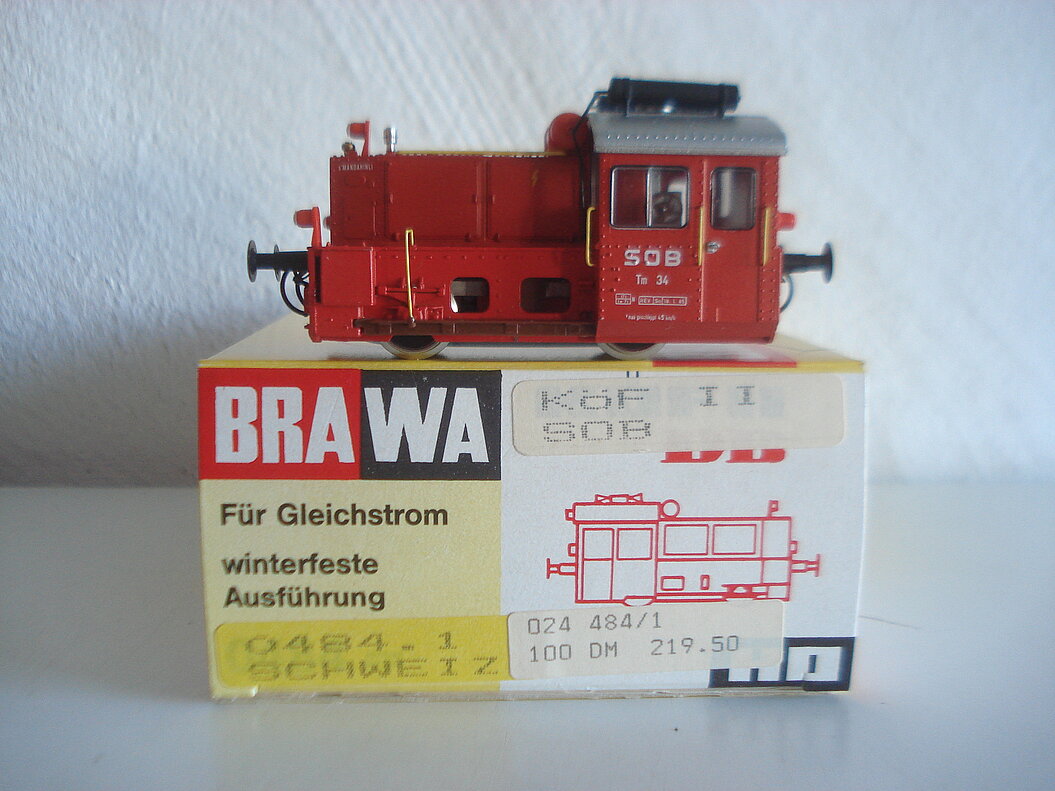 SOB
Tm 34
BRAWA
KöF II
SOB
Für Gleichstrom
winterfeste
Ausführung
0484.1
SCHWEIZ
024 484/1
100 DM 219.50